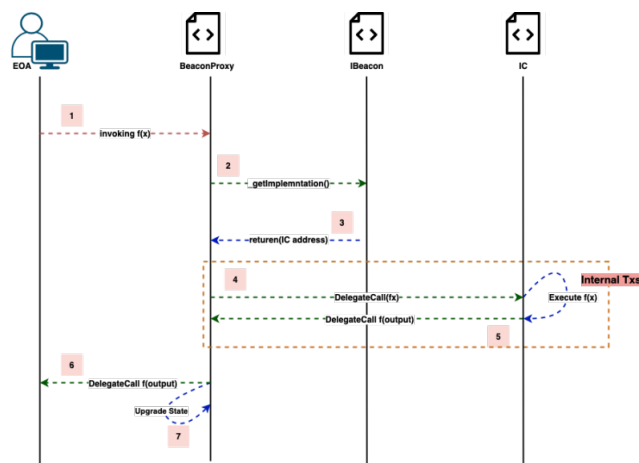 EOA
BeaconProxy
IBeacon
IC
1
invoking f(x)
2
_getImplemntation()
3
returen(IC address)
4
Internal Txs
DelegateCall(fx)
Execute f(x)
DelegateCall f(output)
5
6
DelegateCall f(output)
Upgrade State
7